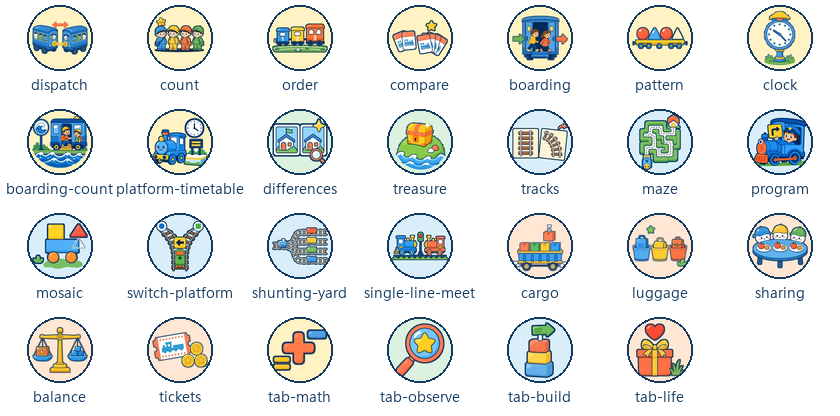 dispatch
count
order
compare
boarding
pattern
clock
boarding-count
platform-timetable
differences
treasure
tracks
maze
program
mosaic
switch-platform
shunting-yard
single-line-meet
cargo
luggage
sharing
balance
tickets
tab-math
tab-observe
tab-build
tab-life